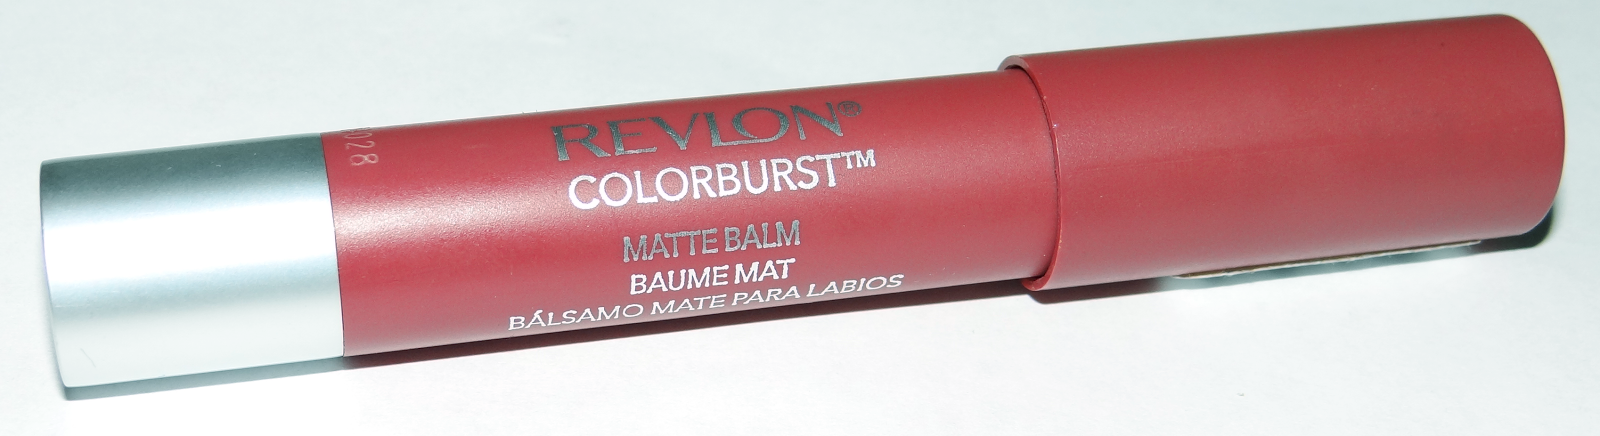 REVLON®
COLORBURST™
MATTE BALM
BAUME MAT
BÁLSAMO MATE PARA LABIOS